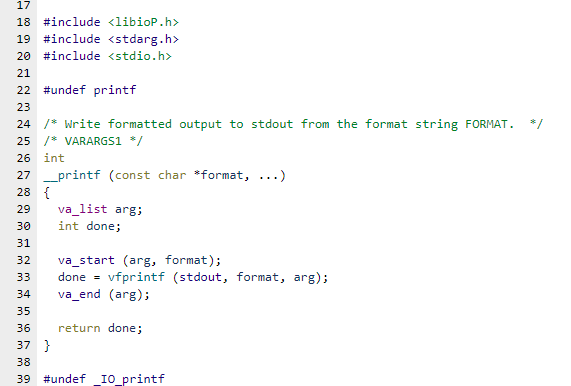 17
18 #include <libioP.h>
19 #include <stdarg.h>
20 #include <stdio.h>
21
22 #undef printf
23
24 /* Write formatted output to stdout from the format string FORMAT.  */
25 /* VARARGS1 */
26 int
27 __printf (const char *format, ...)
28 {
29   va_list arg;
30   int done;
31
32   va_start (arg, format);
33   done = vfprintf (stdout, format, arg);
34   va_end (arg);
35
36   return done;
37 }
38
39 #undef _IO_printf